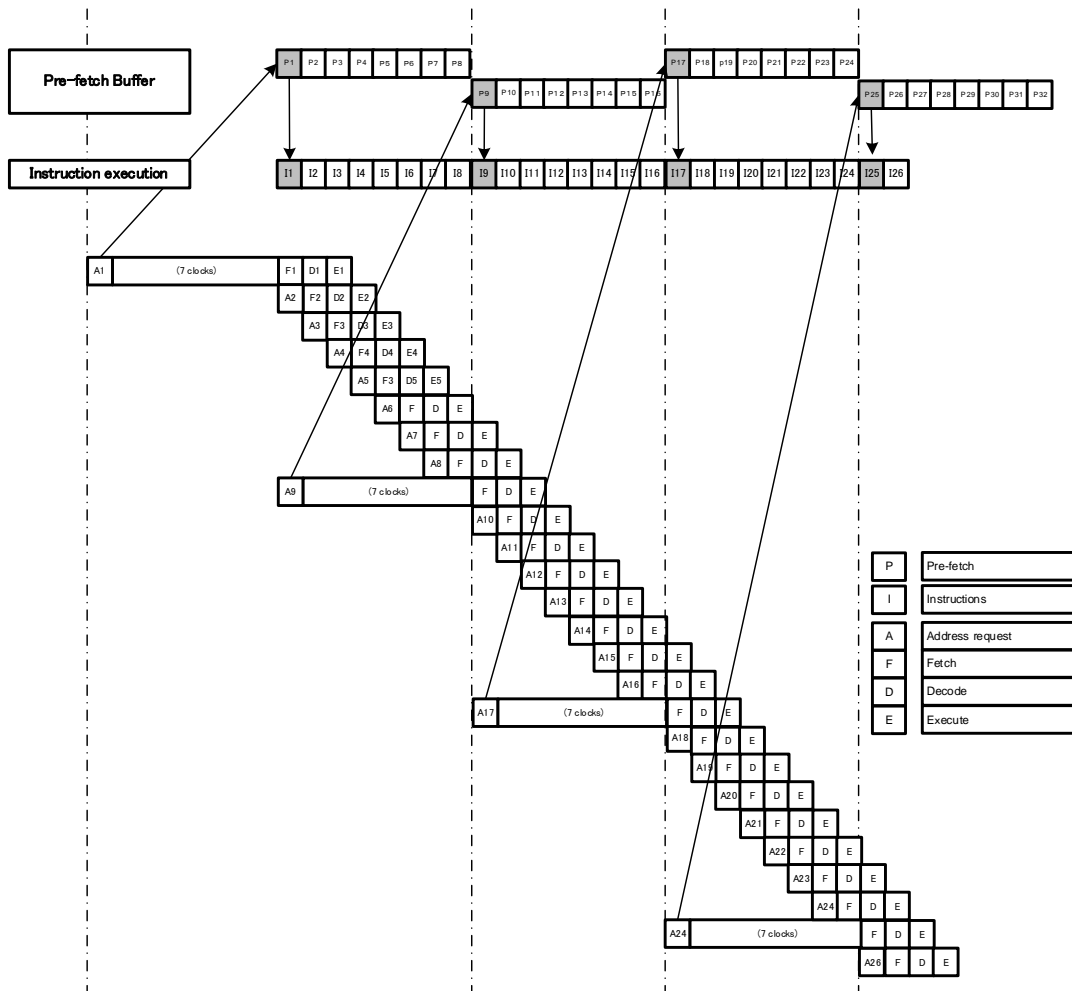 P1 P2 P3 P4 P5 P6 P7 P8
P17 P18 p19 P20 P21 P22 P23 P24
Pre-fetch Buffer
P9 P10 P11 P12 P13 P14 P15 P16
P25 P26 P27 P28 P29 P30 P31 P32
Instruction execution
I1 I2 I3 I4 I5 I6 I7 I8 I9 I10 I11 I12 I13 I14 I15 I16 I17 I18 I19 I20 I21 I22 I23 I24 I25 I26
A1 (7 clocks) F1 D1 E1
A2 F2 D2 E2
A3 F3 D3 E3
A4 F4 D4 E4
A5 F3 D5 E5
A6 F D E
A7 F D E
A8 F D E
A9 (7 clocks) F D E
A10 F D E
A11 F D E
A12 F D E
A13 F D E
A14 F D E
A15 F D E
A16 F D E
A17 (7 clocks) F D E
A18 F D E
A19 F D E
A20 F D E
A21 F D E
A22 F D E
A23 F D E
A24 F D E
A24 (7 clocks) F D E
A26 F D E
P Pre-fetch
I Instructions
A Address request
F Fetch
D Decode
E Execute